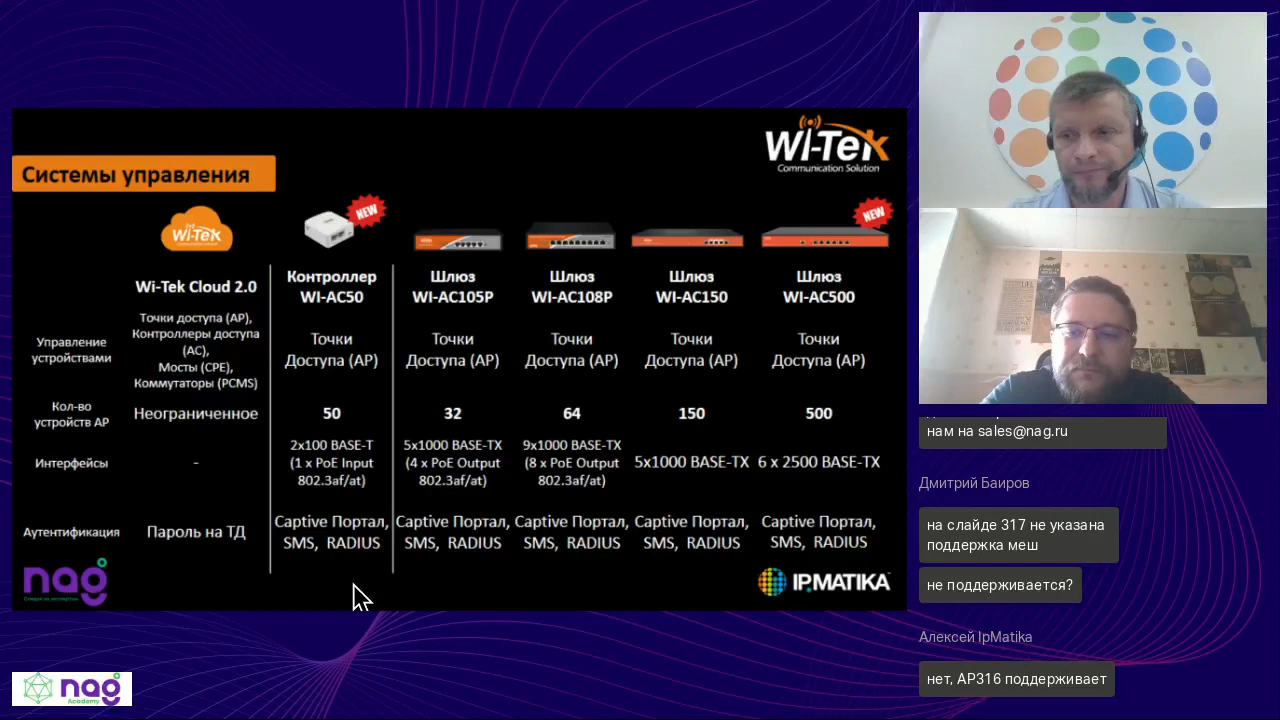 Wi-Tek
Communication Solution
Системы управления
NEW
NEW
Wi-Tek
Wi-Tek Cloud 2.0
Контроллер
WI-AC50
Шлюз
WI-AC105P
Шлюз
WI-AC108P
Шлюз
WI-AC150
Шлюз
WI-AC500
Управление
устройствами
Точки доступа (AP),
Контроллеры доступа
(AC),
Мосты (CPE),
Коммутаторы (PCMS)
Точки
Доступа (AP)
Точки
Доступа (AP)
Точки
Доступа (AP)
Точки
Доступа (AP)
Точки
Доступа (AP)
Кол-во
устройств AP
Неограниченное
50
32
64
150
500
Интерфейсы
-
2x100 BASE-T
(1 x PoE Input
802.3af/at)
5x1000 BASE-TX
(4 x PoE Output
802.3af/at)
9x1000 BASE-TX
(8 x PoE Output
802.3af/at)
5x1000 BASE-TX
6 x 2500 BASE-TX
Аутентификация
Пароль на ТД
Captive Портал,
SMS, RADIUS
Captive Портал,
SMS, RADIUS
Captive Портал,
SMS, RADIUS
Captive Портал,
SMS, RADIUS
Captive Портал,
SMS, RADIUS
nag
IPMATIKA
nag
Academy
нам на sales@nag.ru
Дмитрий Баиров
на слайде 317 не указана
поддержка меш
не поддерживается?
Алексей IpMatika
нет, AP316 поддерживает